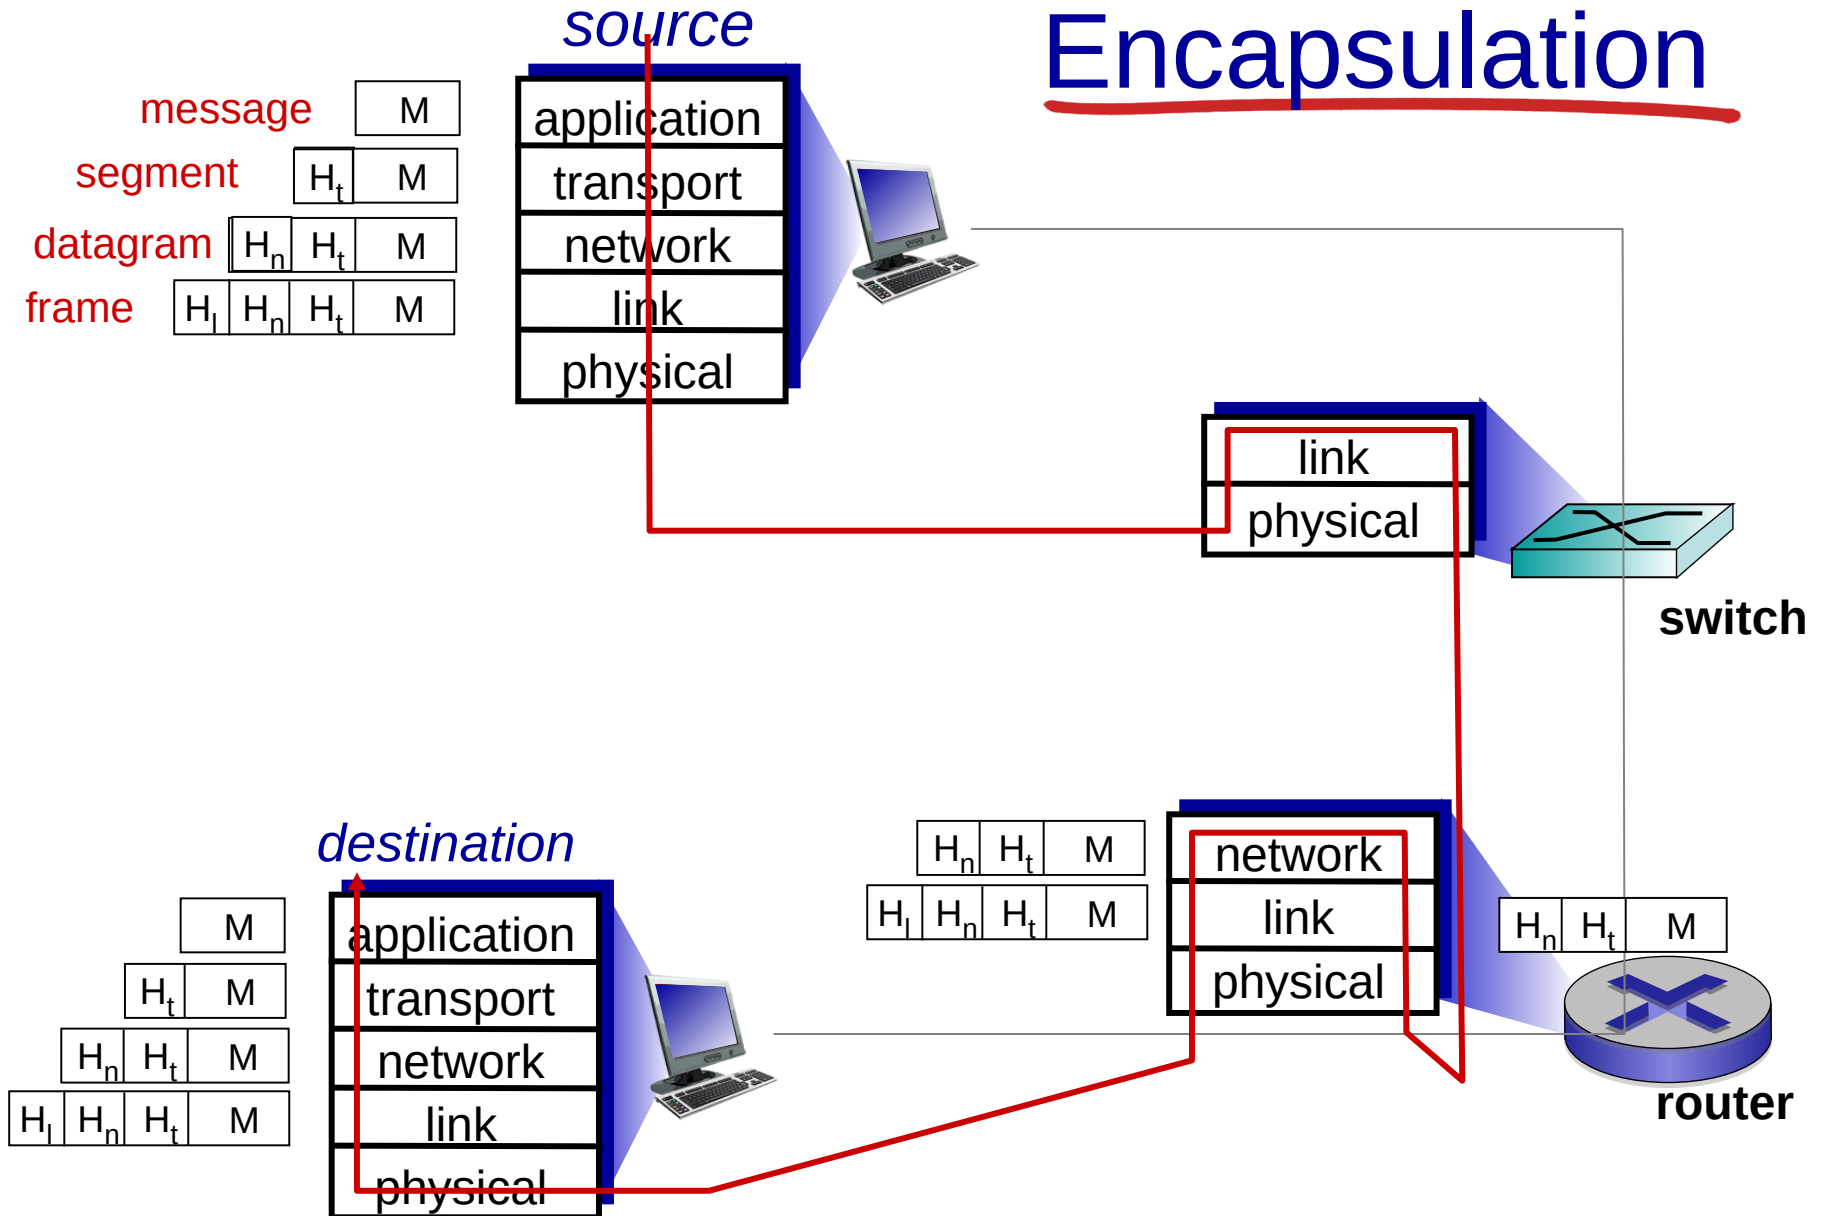 source
Encapsulation
message M application
segment Ht M transport
datagram Hn Ht M network
frame Hl Hn Ht M link
physical
link
physical
switch
destination
Hn Ht M network
Hl Hn Ht M link
physical
Hn Ht M
router
M application
Ht M transport
Hn Ht M network
Hl Hn Ht M link
physical